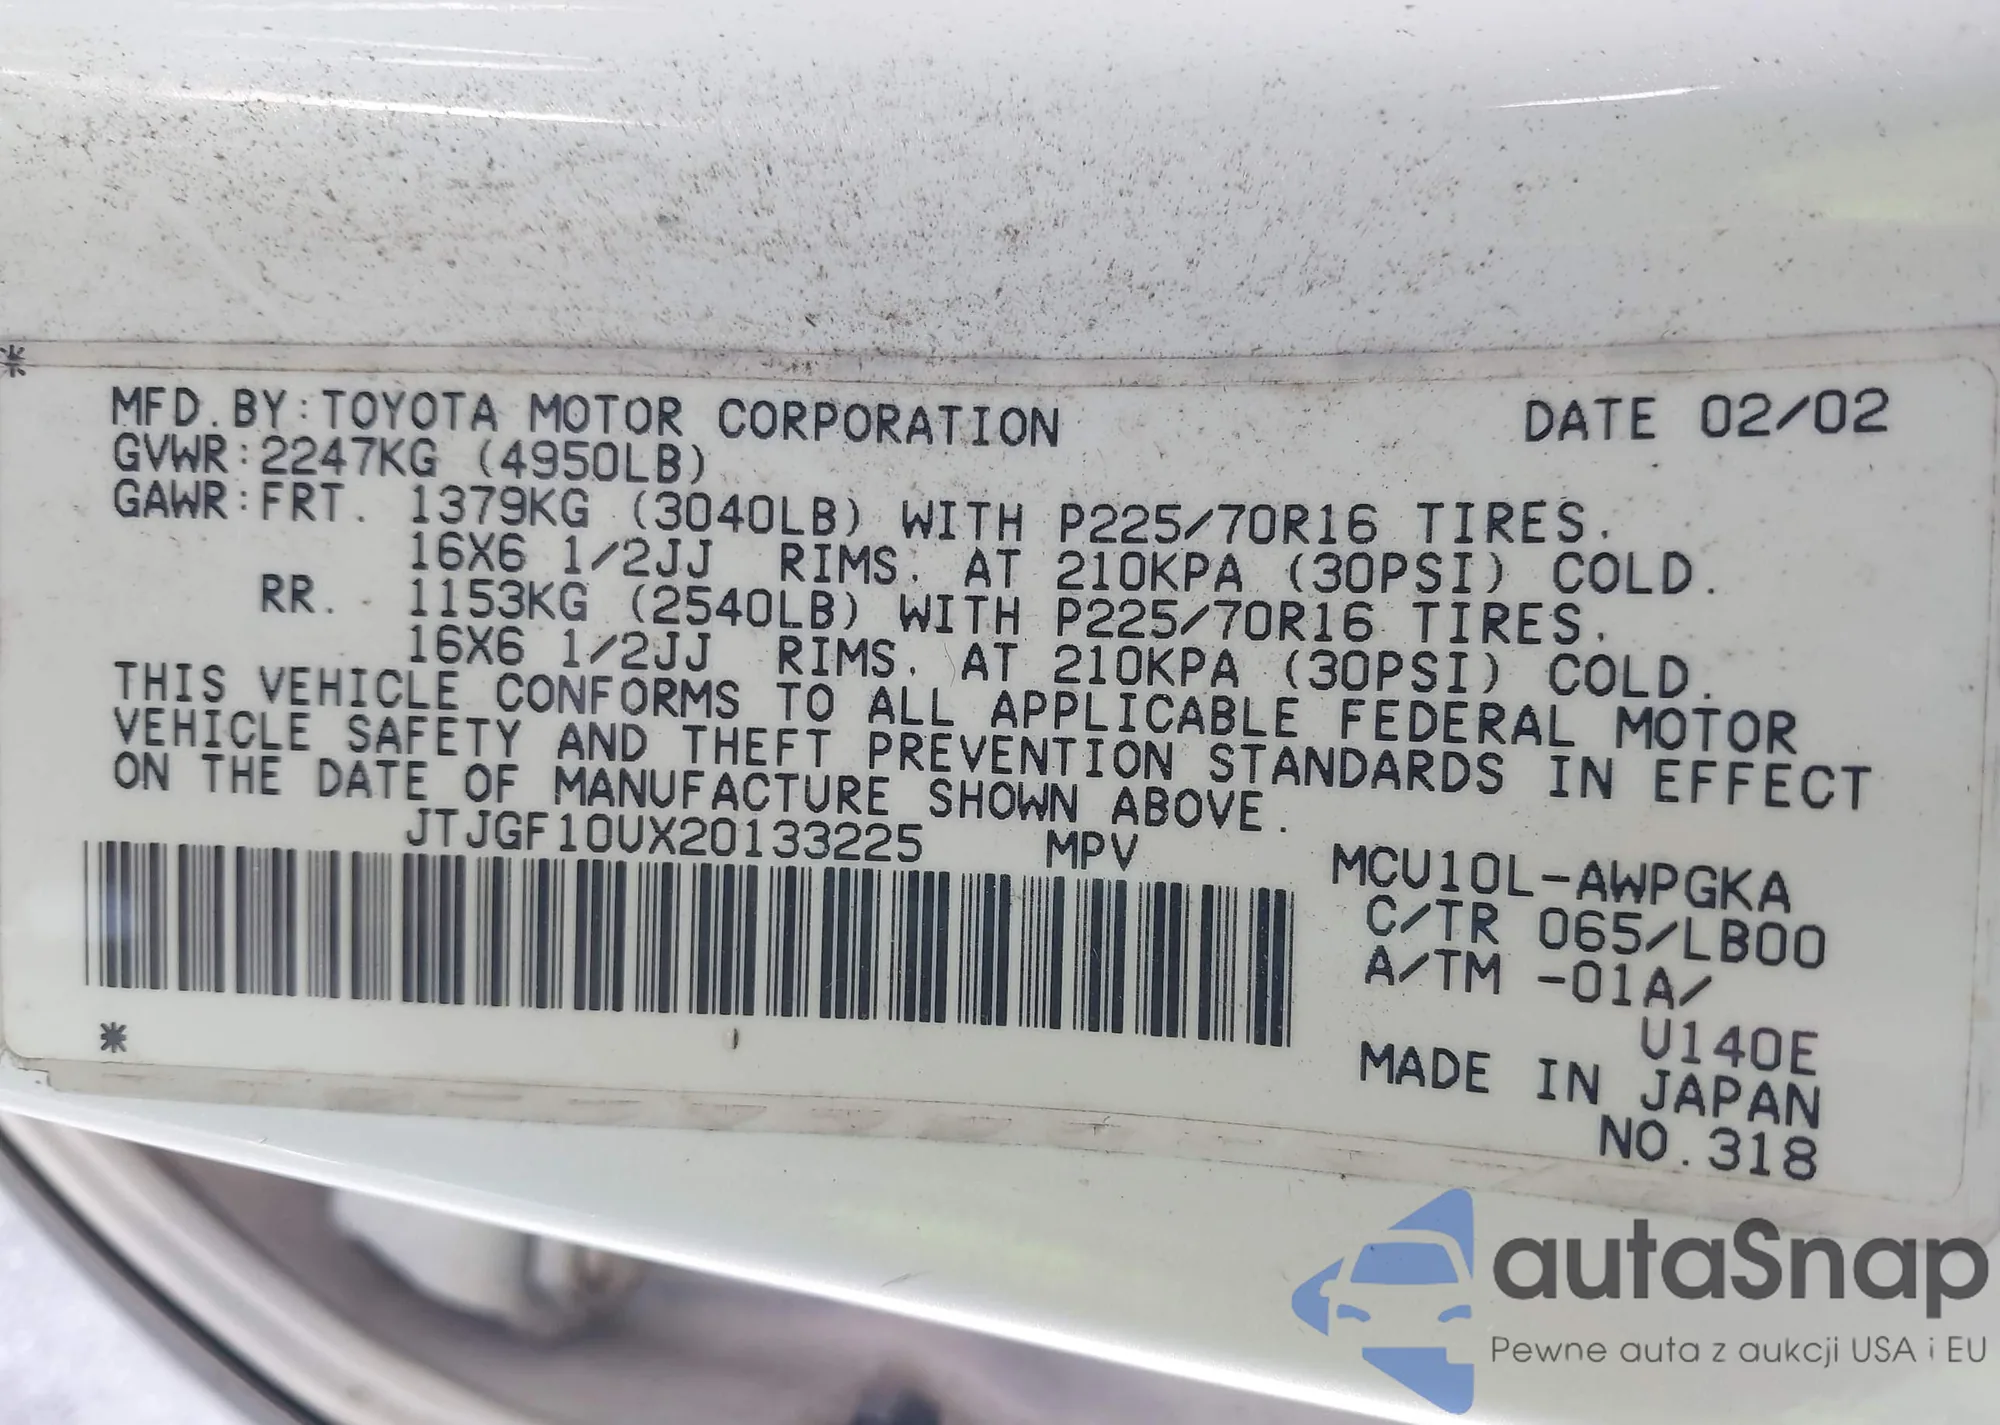 *
MFD.BY:TOYOTA MOTOR CORPORATION DATE 02/02
GVWR:2247KG (4950LB)
GAWR:FRT. 1379KG (3040LB) WITH P225/70R16 TIRES.
16X6 1/2JJ RIMS. AT 210KPA (30PSI) COLD.
RR. 1153KG (2540LB) WITH P225/70R16 TIRES.
16X6 1/2JJ RIMS. AT 210KPA (30PSI) COLD.
THIS VEHICLE CONFORMS TO ALL APPLICABLE FEDERAL MOTOR
VEHICLE SAFETY AND THEFT PREVENTION STANDARDS IN EFFECT
ON THE DATE OF MANUFACTURE SHOWN ABOVE.
JTJGF10UX20133225 MPV
MCU10L-AWPGKA
C/TR 065/LB00
A/TM -01A/
U140E
MADE IN JAPAN
NO.318
*
autaSnap
Pewne auta z aukcji USA i EU